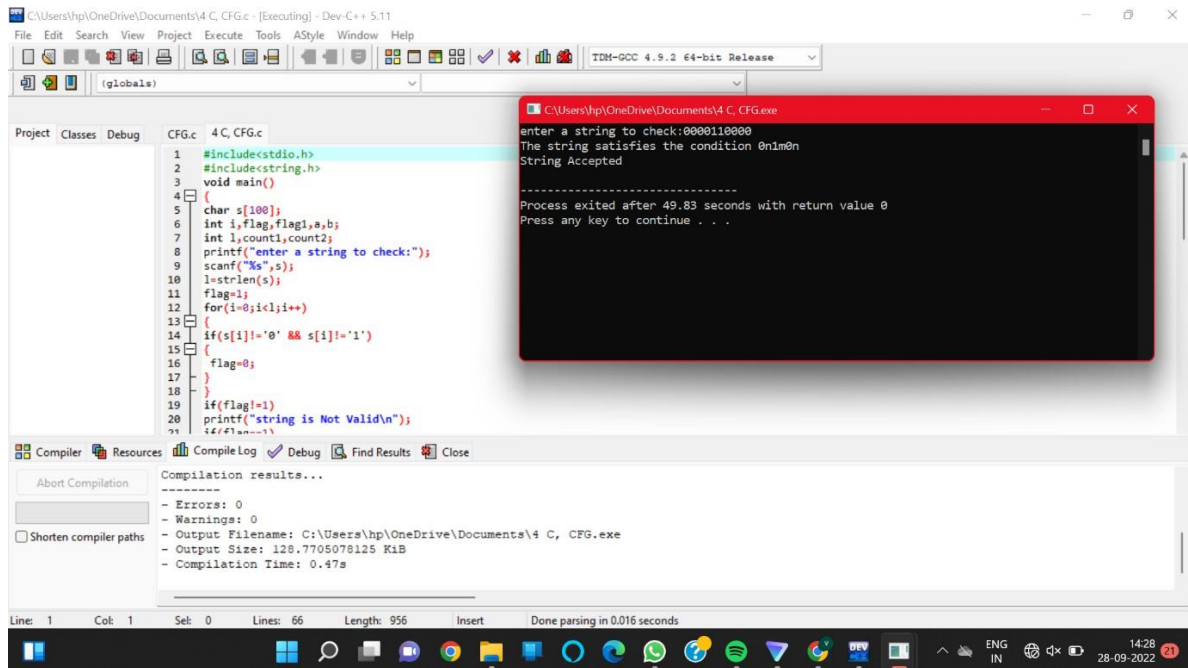 C:\Users\hp\OneDrive\Documents\4 C, CFG.c - [Executing] - Dev-C++ 5.11
File Edit Search View Project Execute Tools AStyle Window Help
TDM-GCC 4.9.2 64-bit Release
(globals)
Project Classes Debug
CFG.c 4 C, CFG.c
1 #include<stdio.h>
2 #include<string.h>
3 void main()
4 {
5 char s[100];
6 int i,flag,flag1,a,b;
7 int l,count1,count2;
8 printf("enter a string to check:");
9 scanf("%s",s);
10 l=strlen(s);
11 flag=1;
12 for(i=0;i<l;i++)
13 {
14 if(s[i]!='0' && s[i]!='1')
15 {
16 flag=0;
17 }
18 }
19 if(flag!=1)
20 printf("string is Not Valid\n");
21 if(flag==1)
C:\Users\hp\OneDrive\Documents\4 C, CFG.exe
enter a string to check:0000110000
The string satisfies the condition 0n1m0n
String Accepted
--------------------------------
Process exited after 49.83 seconds with return value 0
Press any key to continue . . .
Compiler Resources Compile Log Debug Find Results Close
Abort Compilation
Shorten compiler paths
Compilation results...
--------
- Errors: 0
- Warnings: 0
- Output Filename: C:\Users\hp\OneDrive\Documents\4 C, CFG.exe
- Output Size: 128.7705078125 KiB
- Compilation Time: 0.47s
Line: 1 Col: 1 Sel: 0 Lines: 66 Length: 956 Insert Done parsing in 0.016 seconds
DEV
ENG
IN
14:28
28-09-2022
21